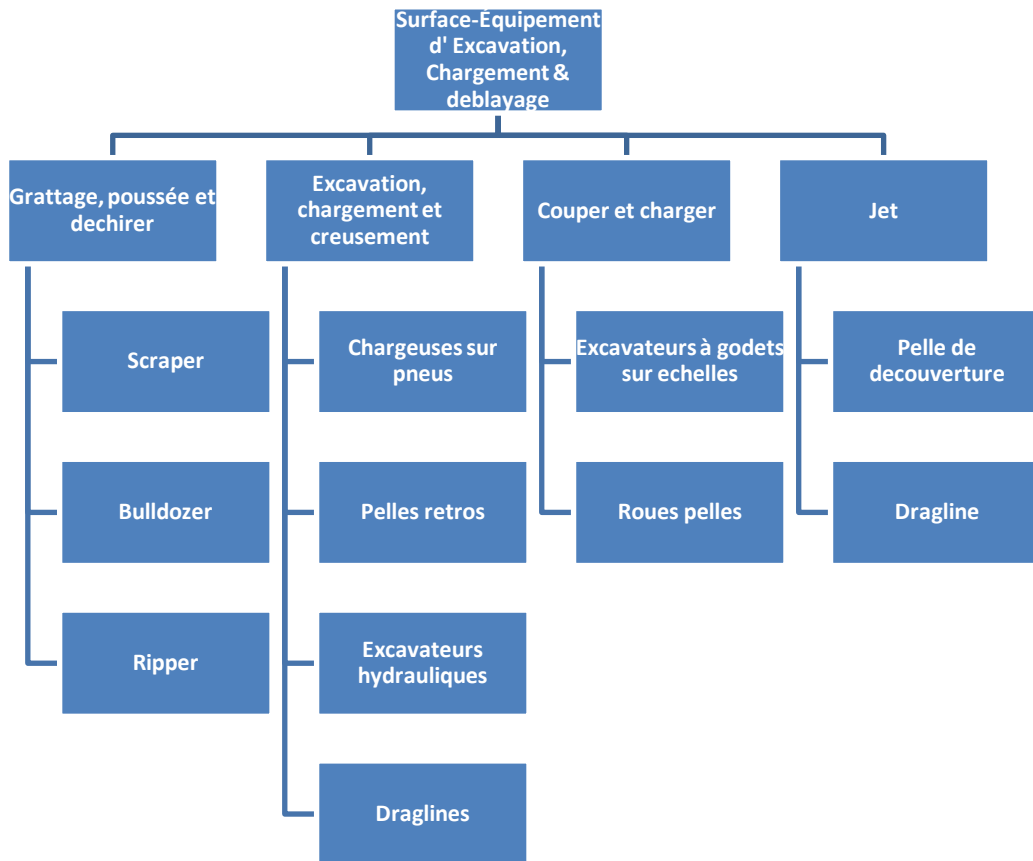 Surface-Équipement
d' Excavation,
Chargement &
deblayage
Grattage, poussée et
dechirer
Scraper
Bulldozer
Ripper
Excavation,
chargement et
creusement
Chargeuses sur
pneus
Pelles retros
Excavateurs
hydrauliques
Draglines
Couper et charger
Excavateurs à godets
sur echelles
Roues pelles
Jet
Pelle de
decouverture
Dragline